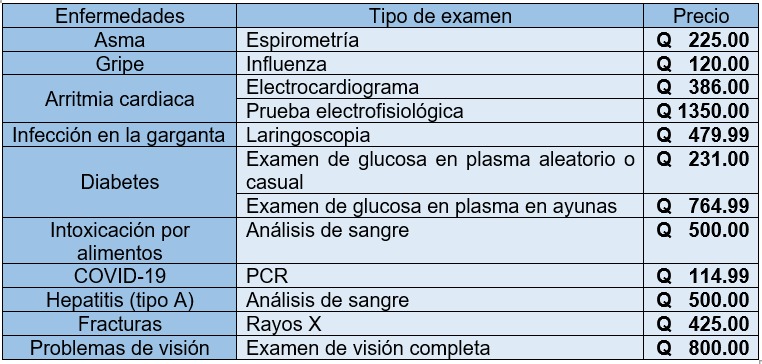 Enfermedades Tipo de examen Precio
Asma Espirometría Q 225.00
Gripe Influenza Q 120.00
Arritmia cardiaca Electrocardiograma Q 386.00
Prueba electrofisiológica Q 1350.00
Infección en la garganta Laringoscopia Q 479.99
Diabetes Examen de glucosa en plasma aleatorio o Q 231.00
casual
Examen de glucosa en plasma en ayunas Q 764.99
Intoxicación por Análisis de sangre Q 500.00
alimentos
COVID-19 PCR Q 114.99
Hepatitis (tipo A) Análisis de sangre Q 500.00
Fracturas Rayos X Q 425.00
Problemas de visión Examen de visión completa Q 800.00